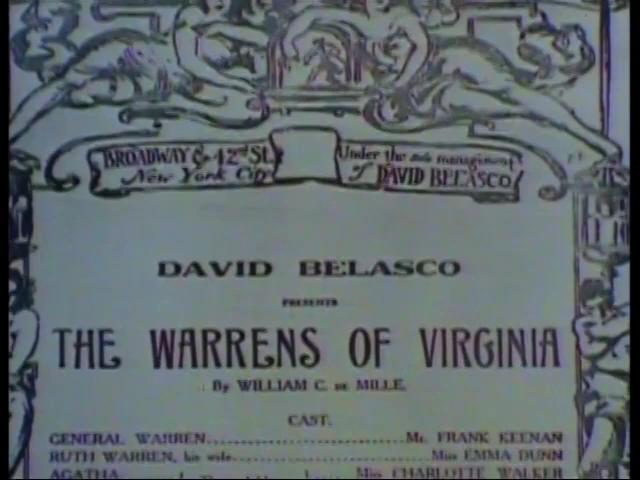 BROADWAY & 42nd St.
New York City
Under the sole management
of DAVID BELASCO
DAVID BELASCO
PRESENTS
THE WARRENS OF VIRGINIA
By WILLIAM C. DE MILLE.
CAST.
GENERAL WARREN..............................Mr. FRANK KEENAN
RUTH WARREN, his wife..............................Miss EMMA DUNN
AGATHA Miss CHARLOTTE WALKER